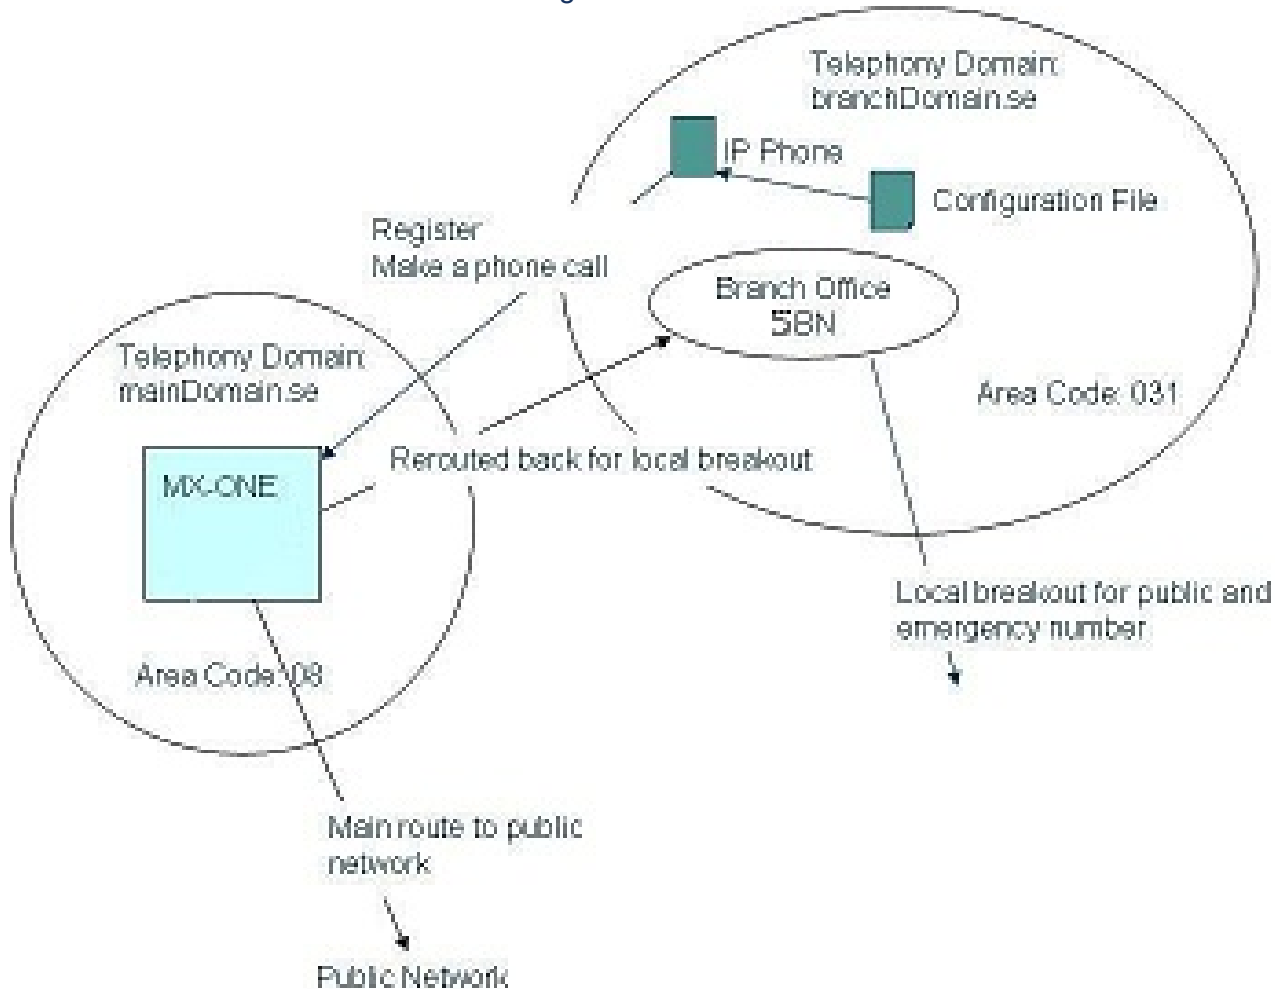 Telephony Domain:
branchDomain.se
IP Phone
Configuration File
Register
Make a phone call
Branch Office
SBN
Telephony Domain:
mainDomain.se
Area Code: 031
Rerouted back for local breakout
MX-ONE
Local breakout for public and
emergency number
Area Code: 08
Main route to public
network
Public Network